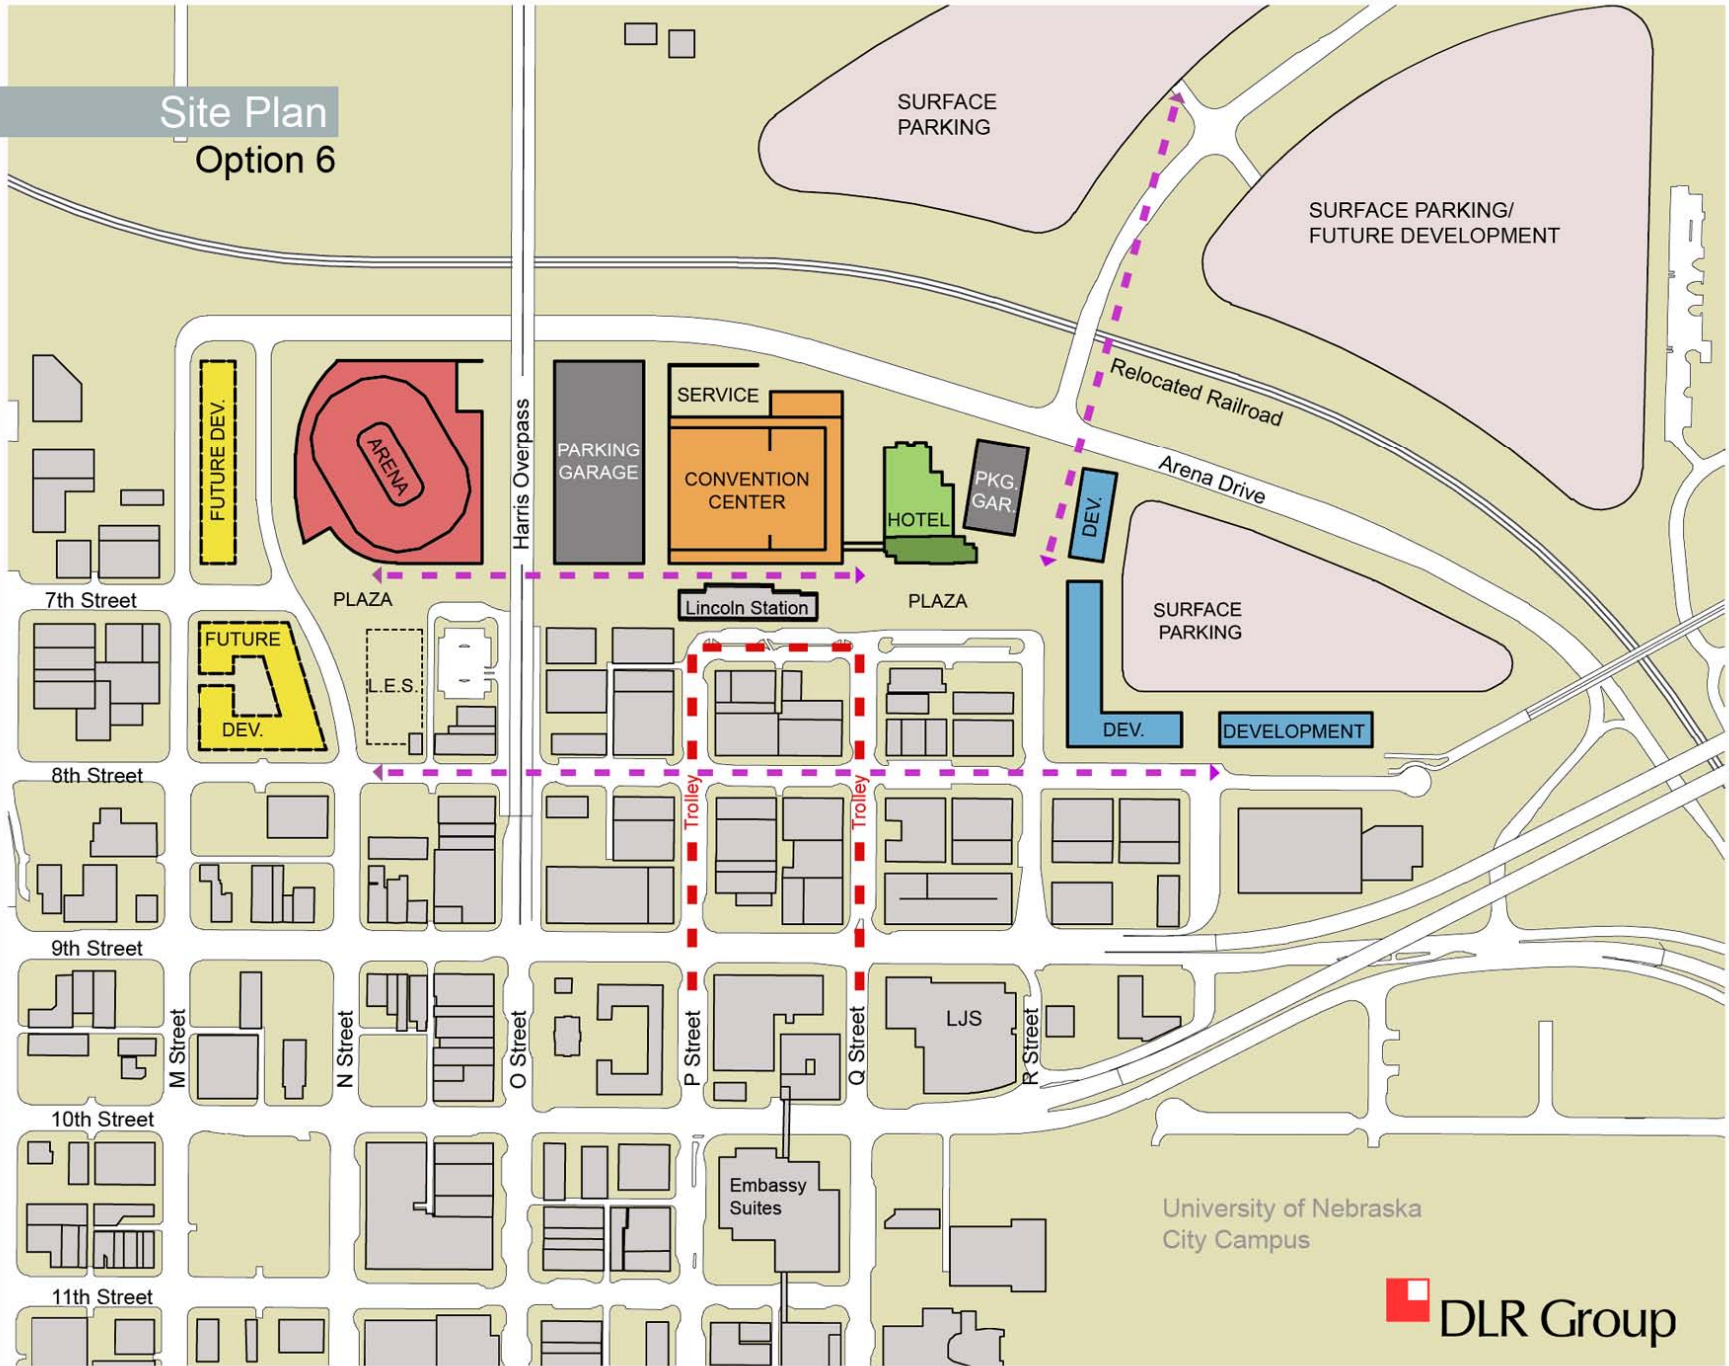 Site Plan
Option 6
SURFACE
PARKING
SURFACE PARKING/
FUTURE DEVELOPMENT
Relocated Railroad
Arena Drive
Harris Overpass
FUTURE DEV.
ARENA
PARKING
GARAGE
SERVICE
CONVENTION
CENTER
HOTEL
PKG.
GAR.
DEV.
7th Street
PLAZA
Lincoln Station
PLAZA
SURFACE
PARKING
FUTURE
DEV.
L.E.S.
DEV.
DEVELOPMENT
8th Street
Trolley
Trolley
9th Street
M Street
N Street
O Street
P Street
Q Street
LJS
R Street
10th Street
Embassy
Suites
University of Nebraska
City Campus
11th Street
DLR Group